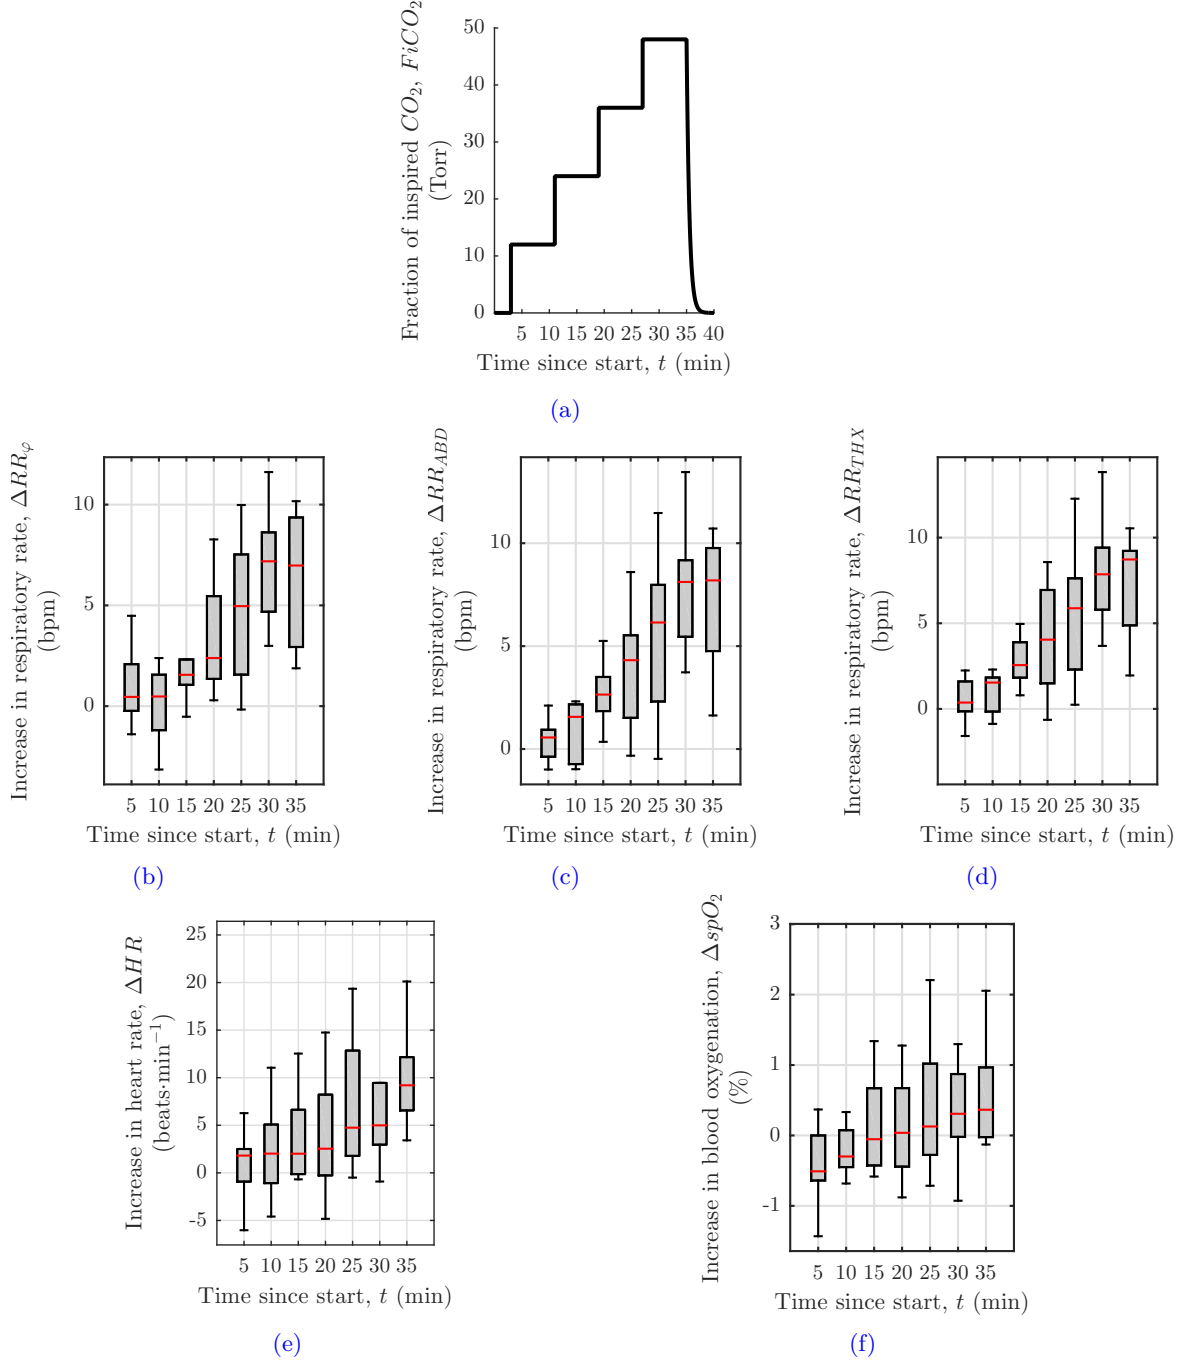 Fraction of inspired CO₂, FiCO₂
(Torr)
50
40
30
20
10
0
5 10 15 20 25 30 35 40
Time since start, t (min)
(a)
Increase in respiratory rate, ΔRR_φ
(bpm)
10
5
0
5 10 15 20 25 30 35
Time since start, t (min)
(b)
Increase in respiratory rate, ΔRR_ABD
(bpm)
10
5
0
5 10 15 20 25 30 35
Time since start, t (min)
(c)
Increase in respiratory rate, ΔRR_THX
(bpm)
10
5
0
5 10 15 20 25 30 35
Time since start, t (min)
(d)
Increase in heart rate, ΔHR
(beats·min⁻¹)
25
20
15
10
5
0
-5
5 10 15 20 25 30 35
Time since start, t (min)
(e)
Increase in blood oxygenation, ΔspO₂
(%)
3
2
1
0
-1
5 10 15 20 25 30 35
Time since start, t (min)
(f)